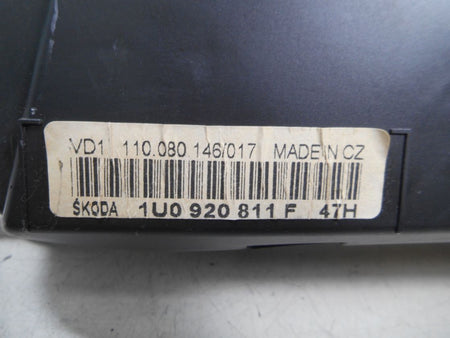 VD1 110.080.146/017 MADE IN CZ
ŠKODA 1U0 920 811 F 47H